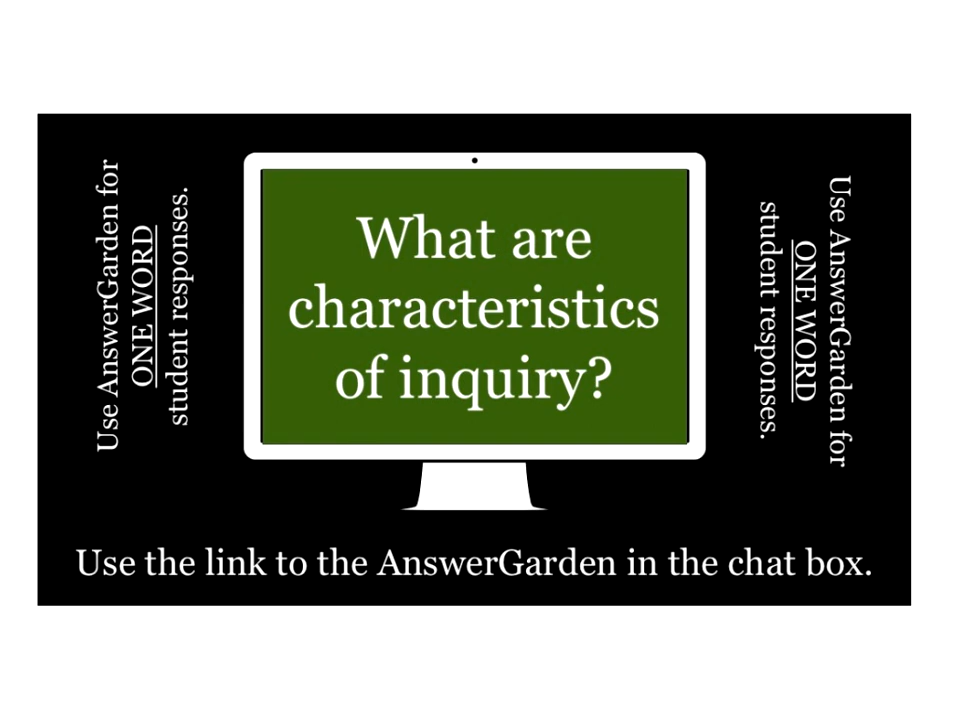 Use AnswerGarden for
ONE WORD
student responses.
What are
characteristics
of inquiry?
Use AnswerGarden for
ONE WORD
student responses.
Use the link to the AnswerGarden in the chat box.